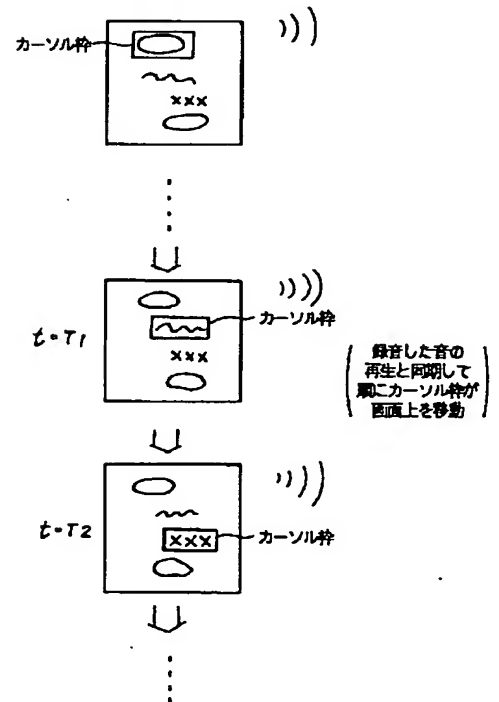 カーソル枠
×××
t=T1
カーソル枠
×××
録音した音の
再生と同期して
順にカーソル枠が
画面上を移動
t=T2
×××
カーソル枠